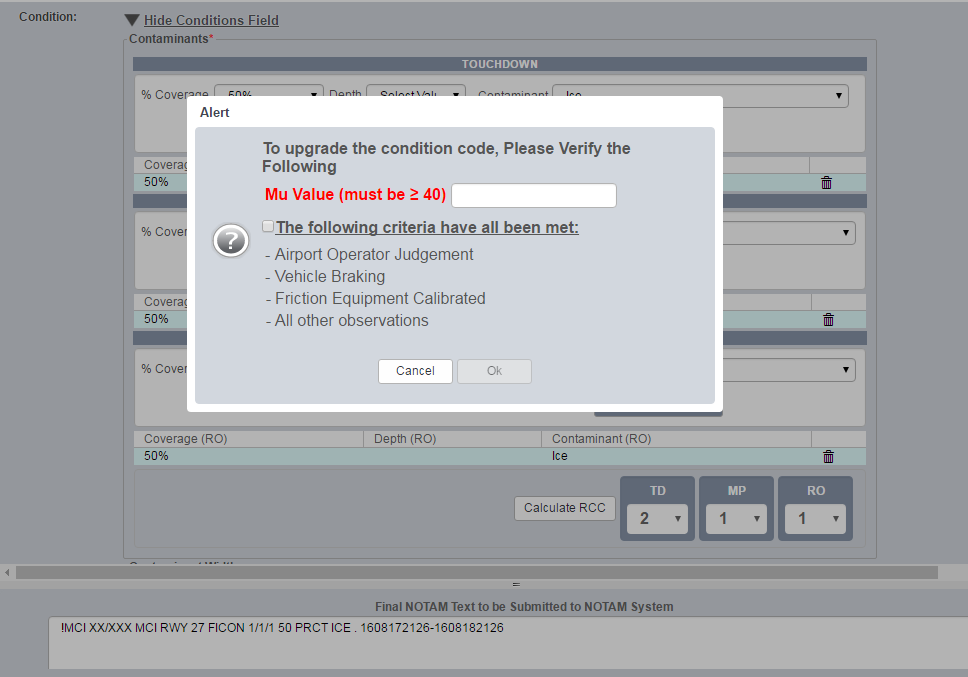 Condition:
Hide Conditions Field
Contaminants*
TOUCHDOWN
% Coverage 50% Depth Select Valu Contaminant Ice
Alert
To upgrade the condition code, Please Verify the
Following
Mu Value (must be ≥ 40)
The following criteria have all been met:
- Airport Operator Judgement
- Vehicle Braking
- Friction Equipment Calibrated
- All other observations
Cancel Ok
Coverag
50%
% Cover
Coverag
50%
% Cover
Coverage (RO) Depth (RO) Contaminant (RO)
50% Ice
Calculate RCC
TD MP RO
2 1 1
Final NOTAM Text to be Submitted to NOTAM System
!MCI XX/XXX MCI RWY 27 FICON 1/1/1 50 PRCT ICE . 1608172126-1608182126